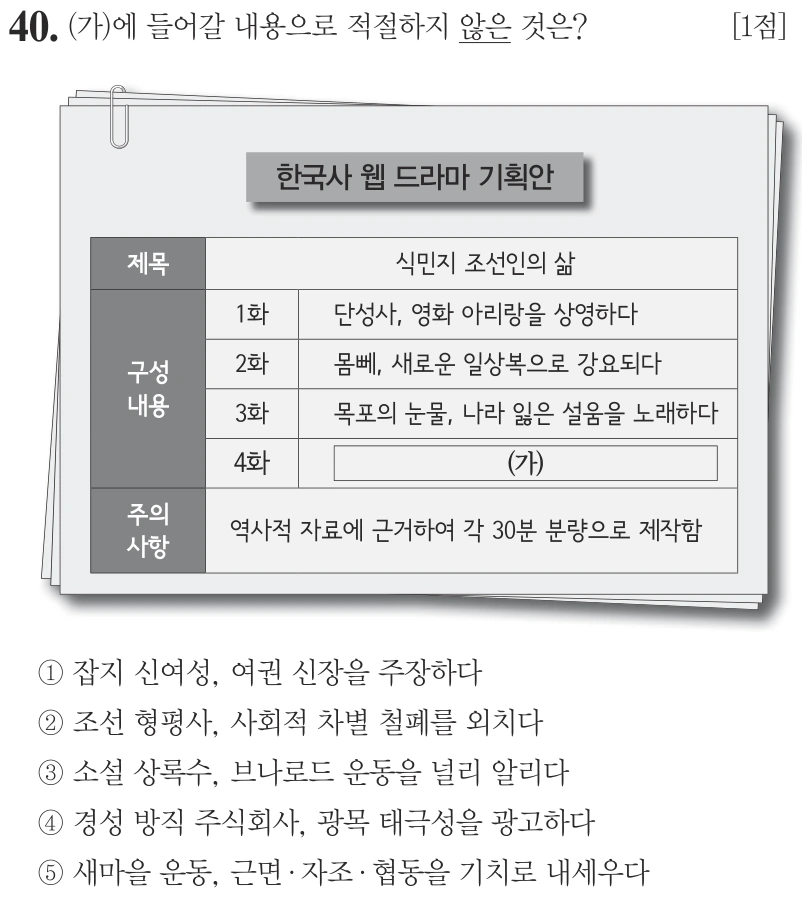 40. (가)에 들어갈 내용으로 적절하지 않은 것은? [1점]
한국사 웹 드라마 기획안
제목 식민지 조선인의 삶
구성 내용
1화 단성사, 영화 아리랑을 상영하다
2화 몸뻬, 새로운 일상복으로 강요되다
3화 목포의 눈물, 나라 잃은 설움을 노래하다
4화 (가)
주의 사항 역사적 자료에 근거하여 각 30분 분량으로 제작함
① 잡지 신여성, 여권 신장을 주장하다
② 조선 형평사, 사회적 차별 철폐를 외치다
③ 소설 상록수, 브나로드 운동을 널리 알리다
④ 경성 방직 주식회사, 광목 태극성을 광고하다
⑤ 새마을 운동, 근면·자조·협동을 기치로 내세우다